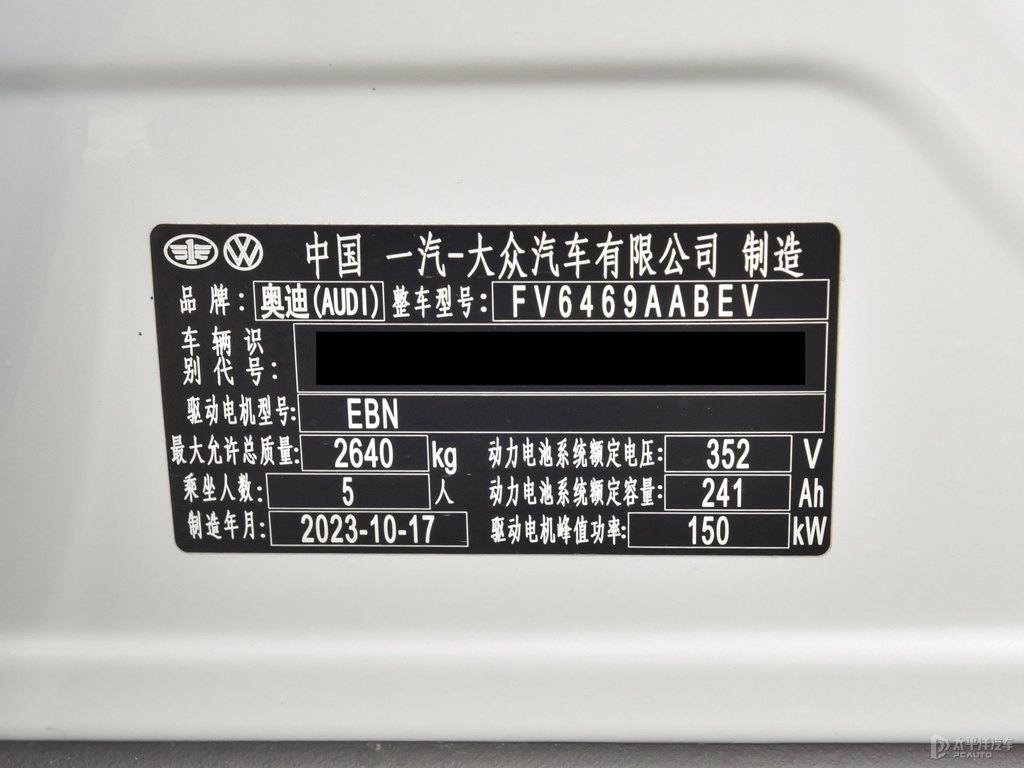 中国 一汽-大众汽车有限公司 制造
品牌: 奥迪(AUDI) 整车型号: FV6469AABEV
车辆识
别代号:
驱动电机型号: EBN
最大允许总质量: 2640 kg 动力电池系统额定电压: 352 V
乘坐人数: 5 人 动力电池系统额定容量: 241 Ah
制造年月: 2023-10-17 驱动电机峰值功率: 150 kW
太平洋汽车
PCAUTO